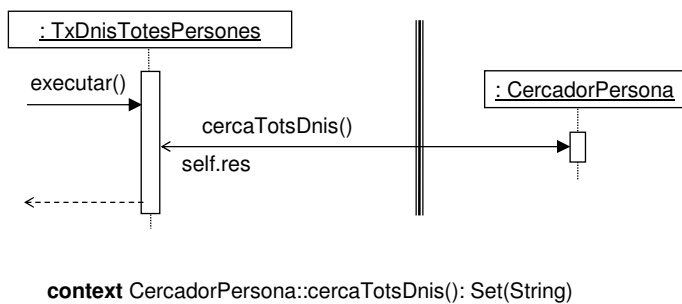 : TxDnisTotesPersones
executar()
: CercadorPersona
cercaTotsDnis()
self.res
context CercadorPersona::cercaTotsDnis(): Set(String)